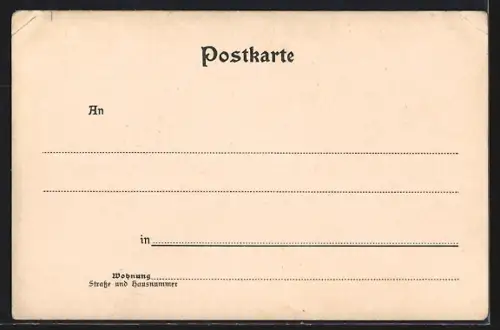 Postkarte
An
in
Wohnung
Straße und Hausnummer